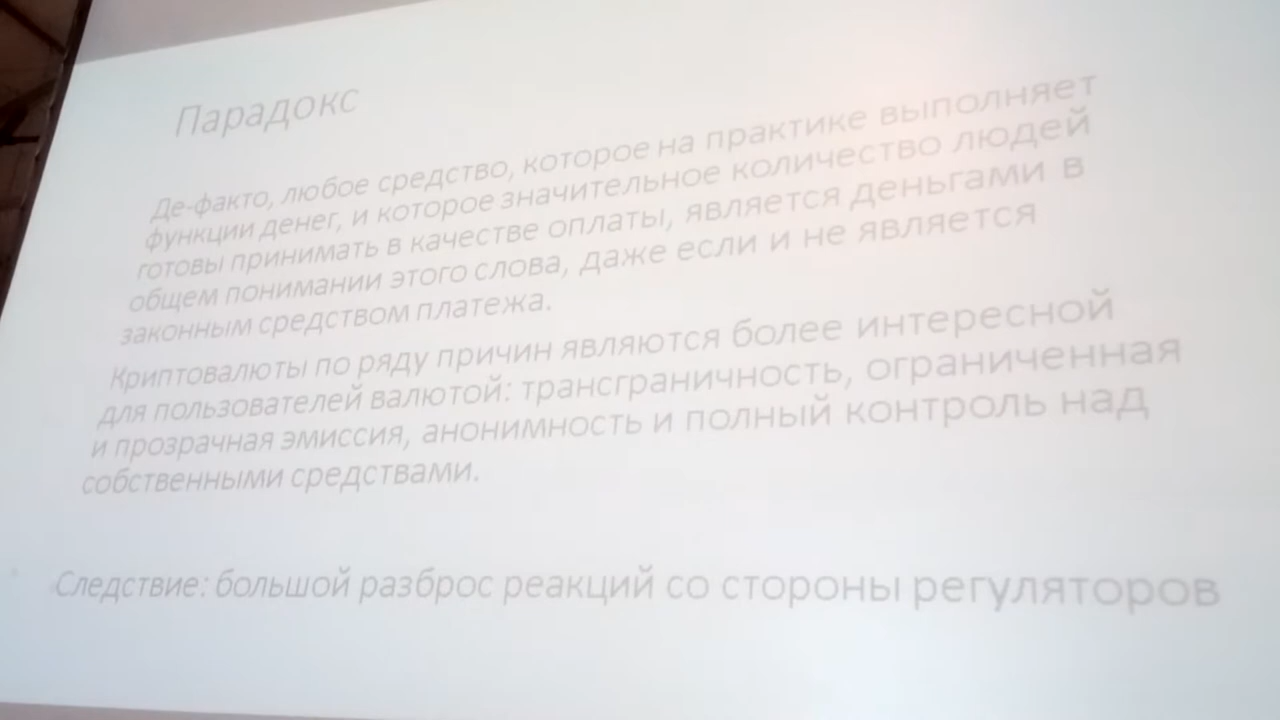 Парадокс
Де-факто, любое средство, которое на практике выполняет
функции денег, и которое значительное количество людей
готовы принимать в качестве оплаты, является деньгами в
общем понимании этого слова, даже если и не является
законным средством платежа.
Криптовалюты по ряду причин являются более интересной
для пользователей валютой: трансграничность, ограниченная
и прозрачная эмиссия, анонимность и полный контроль над
собственными средствами.
Следствие: большой разброс реакций со стороны регуляторов